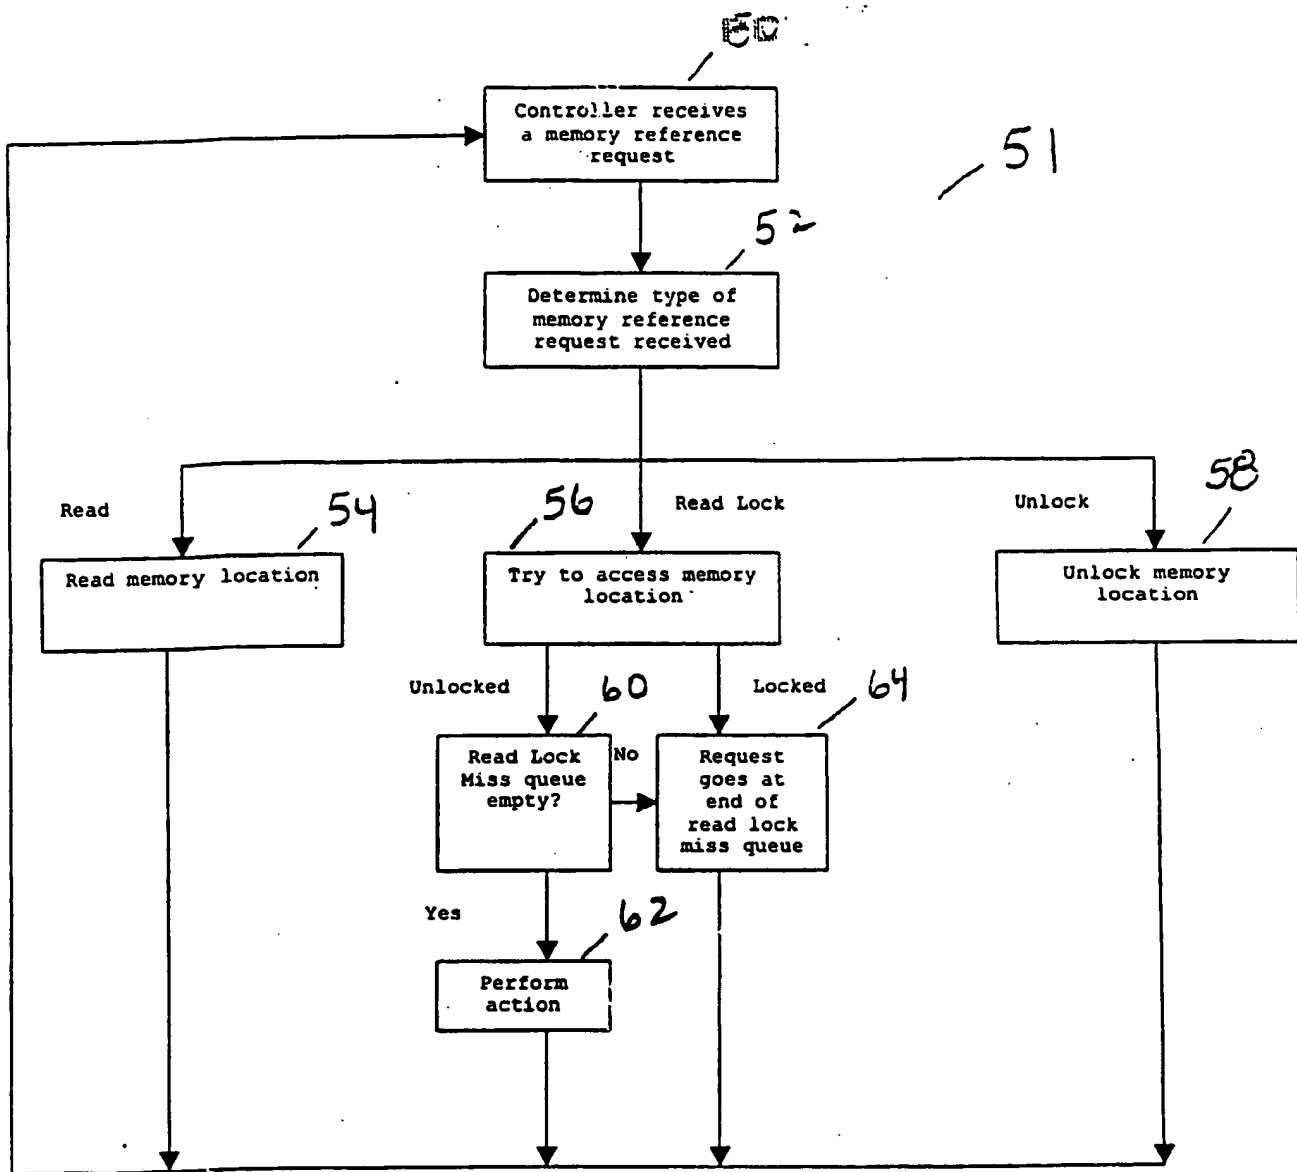 Controller receives
a memory reference
request
51
52
Determine type of
memory reference
request received
Read
54
56
Read Lock
Unlock
58
Read memory location
Try to access memory
location
Unlock memory
location
Unlocked
60
Locked
64
Read Lock
Miss queue
empty?
No
Request
goes at
end of
read lock
miss queue
Yes
62
Perform
action